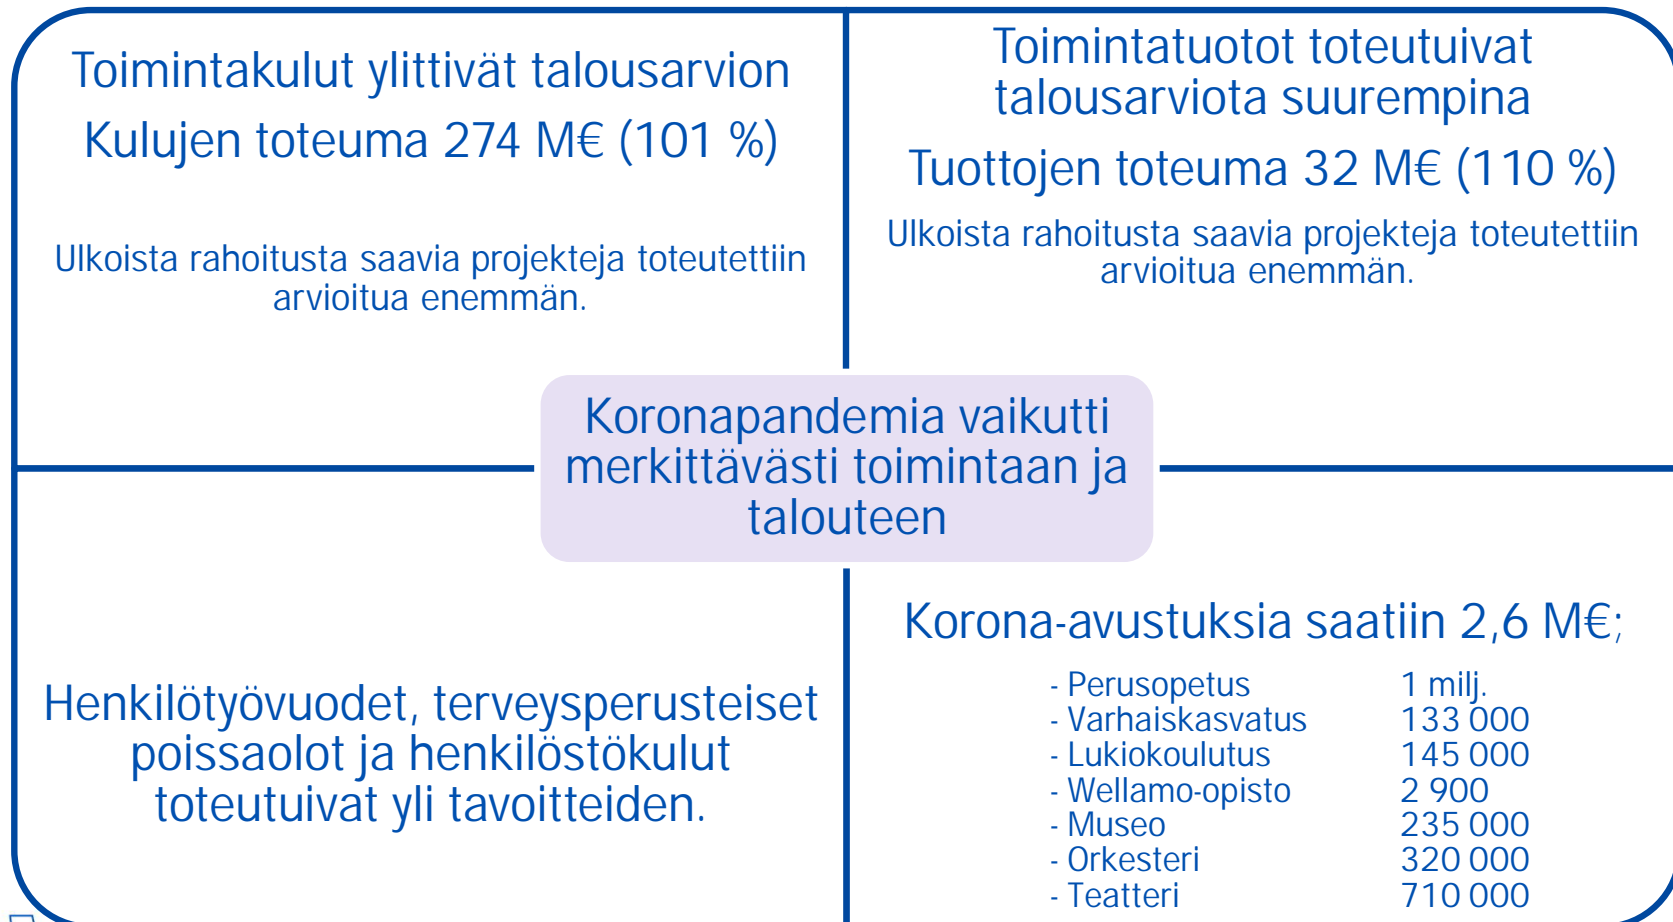 Toimintakulut ylittivät talousarvion
Kulujen toteuma 274 M€ (101 %)
Ulkoista rahoitusta saavia projekteja toteutettiin
arvioitua enemmän.
Toimintatuotot toteutuivat
talousarviota suurempina
Tuottojen toteuma 32 M€ (110 %)
Ulkoista rahoitusta saavia projekteja toteutettiin
arvioitua enemmän.
Koronapandemia vaikutti
merkittävästi toimintaan ja
talouteen
Henkilötyövuodet, terveysperusteiset
poissaolot ja henkilöstökulut
toteutuivat yli tavoitteiden.
Korona-avustuksia saatiin 2,6 M€;
- Perusopetus 1 milj.
- Varhaiskasvatus 133 000
- Lukiokoulutus 145 000
- Wellamo-opisto 2 900
- Museo 235 000
- Orkesteri 320 000
- Teatteri 710 000